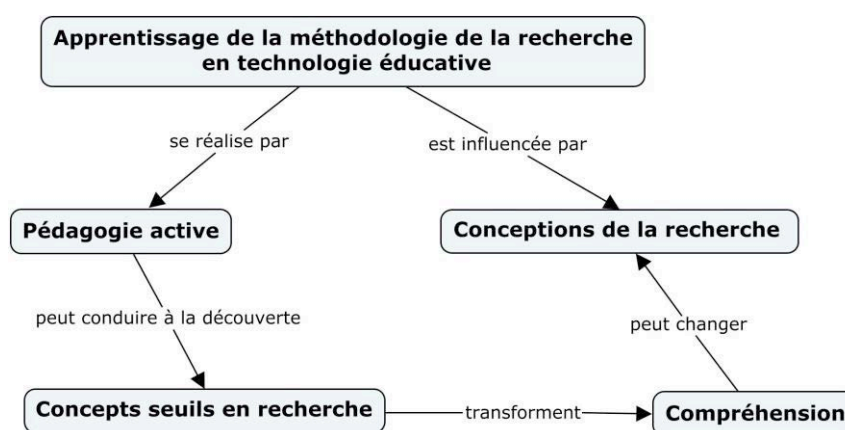 Apprentissage de la méthodologie de la recherche
en technologie éducative
se réalise par
est influencée par
Pédagogie active
Conceptions de la recherche
peut conduire à la découverte
peut changer
Concepts seuils en recherche
transforment
Compréhension